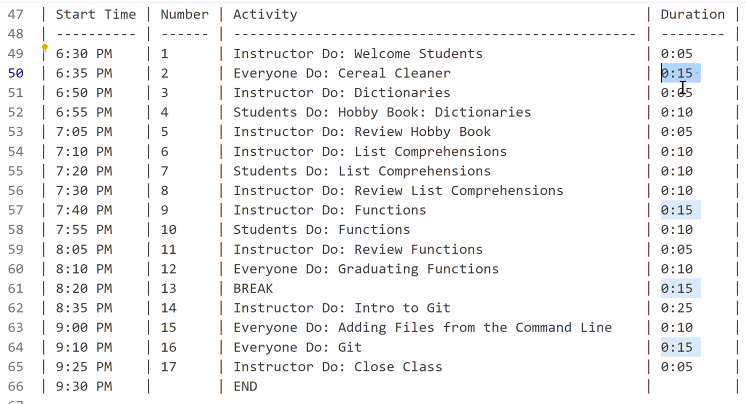 47 | Start Time | Number | Activity | Duration |
48 | ---------- | ------ | ------------------------------------------------- | -------- |
49 | 6:30 PM | 1 | Instructor Do: Welcome Students | 0:05 |
50 | 6:35 PM | 2 | Everyone Do: Cereal Cleaner | 0:15 |
51 | 6:50 PM | 3 | Instructor Do: Dictionaries | 0:05 |
52 | 6:55 PM | 4 | Students Do: Hobby Book: Dictionaries | 0:10 |
53 | 7:05 PM | 5 | Instructor Do: Review Hobby Book | 0:05 |
54 | 7:10 PM | 6 | Instructor Do: List Comprehensions | 0:10 |
55 | 7:20 PM | 7 | Students Do: List Comprehensions | 0:10 |
56 | 7:30 PM | 8 | Instructor Do: Review List Comprehensions | 0:10 |
57 | 7:40 PM | 9 | Instructor Do: Functions | 0:15 |
58 | 7:55 PM | 10 | Students Do: Functions | 0:10 |
59 | 8:05 PM | 11 | Instructor Do: Review Functions | 0:05 |
60 | 8:10 PM | 12 | Everyone Do: Graduating Functions | 0:10 |
61 | 8:20 PM | 13 | BREAK | 0:15 |
62 | 8:35 PM | 14 | Instructor Do: Intro to Git | 0:25 |
63 | 9:00 PM | 15 | Everyone Do: Adding Files from the Command Line | 0:10 |
64 | 9:10 PM | 16 | Everyone Do: Git | 0:15 |
65 | 9:25 PM | 17 | Instructor Do: Close Class | 0:05 |
66 | 9:30 PM | | END | |